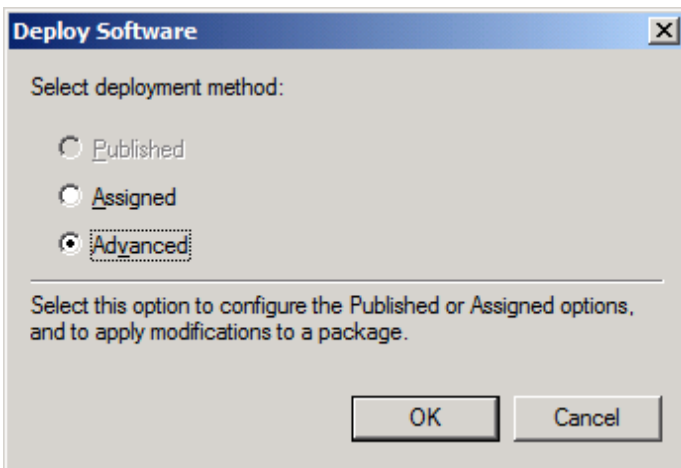 Deploy Software
Select deployment method:
Published
Assigned
Advanced
Select this option to configure the Published or Assigned options,
and to apply modifications to a package.
OK Cancel